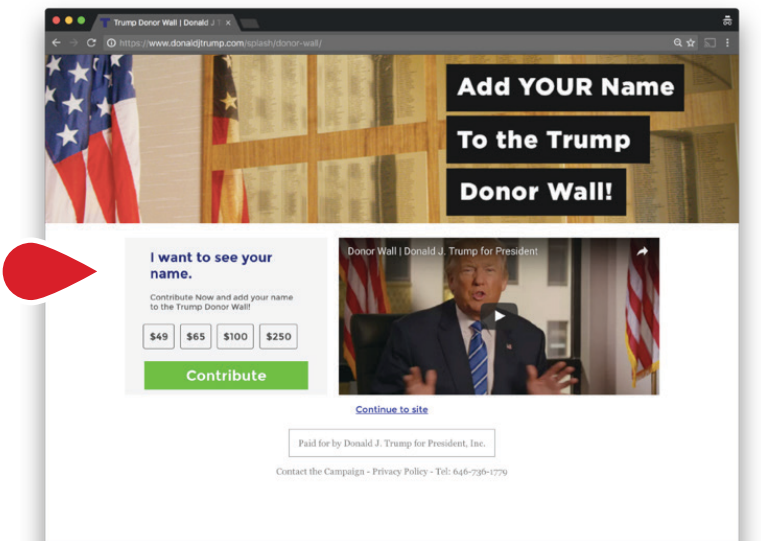 Trump Donor Wall | Donald J T
https://www.donaldjtrump.com/splash/donor-wall/
Add YOUR Name
To the Trump
Donor Wall!
I want to see your
name.
Contribute Now and add your name
to the Trump Donor Wall!
$49 $65 $100 $250
Contribute
Donor Wall | Donald J. Trump for President
Continue to site
Paid for by Donald J. Trump for President, Inc.
Contact the Campaign - Privacy Policy - Tel: 646-736-1779